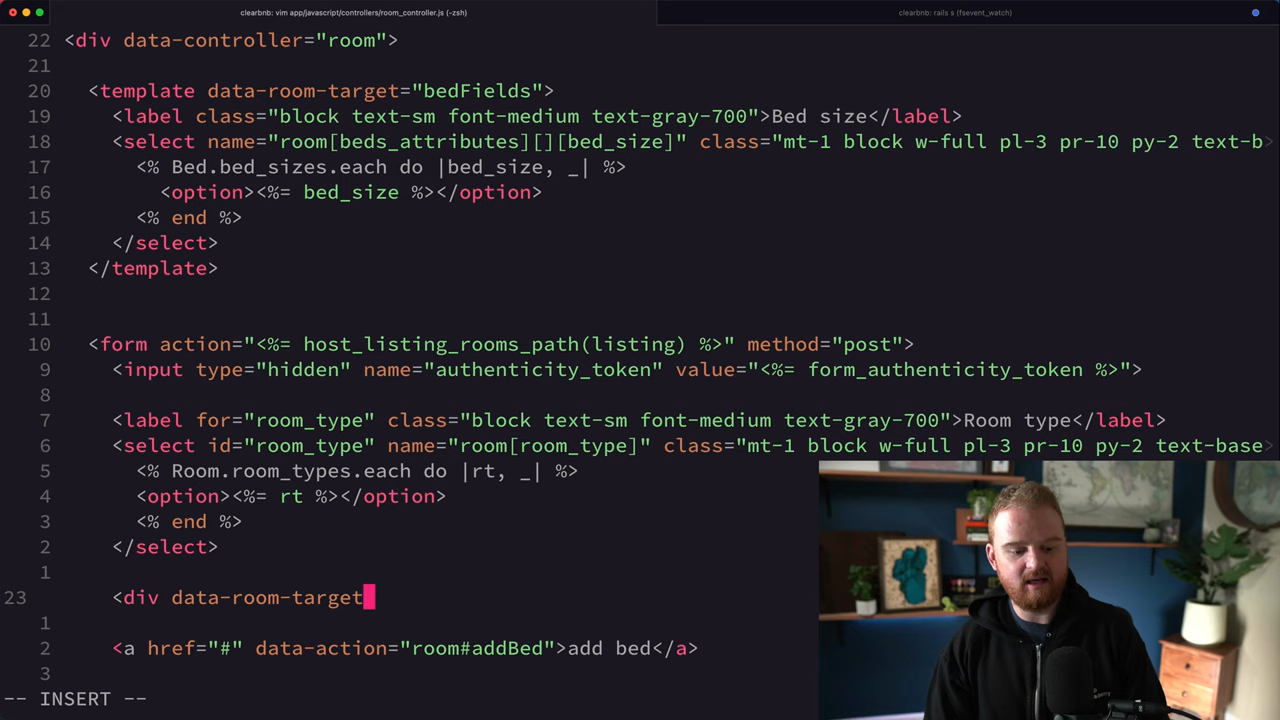 clearbnb: vim app/javascript/controllers/room_controller.js (-zsh)
clearbnb: rails s (fsevent_watch)
22 <div data-controller="room">
21
20 <template data-room-target="bedFields">
19 <label class="block text-sm font-medium text-gray-700">Bed size</label>
18 <select name="room[beds_attributes][][bed_size]" class="mt-1 block w-full pl-3 pr-10 py-2 text-b>
17 <% Bed.bed_sizes.each do |bed_size, _| %>
16 <option><%= bed_size %></option>
15 <% end %>
14 </select>
13 </template>
12
11
10 <form action="<%= host_listing_rooms_path(listing) %>" method="post">
9 <input type="hidden" name="authenticity_token" value="<%= form_authenticity_token %>">
8
7 <label for="room_type" class="block text-sm font-medium text-gray-700">Room type</label>
6 <select id="room_type" name="room[room_type]" class="mt-1 block w-full pl-3 pr-10 py-2 text-base>
5 <% Room.room_types.each do |rt, _| %>
4 <option><%= rt %></option>
3 <% end %>
2 </select>
1
23 <div data-room-target
1
2 <a href="#" data-action="room#addBed">add bed</a>
3
-- INSERT --